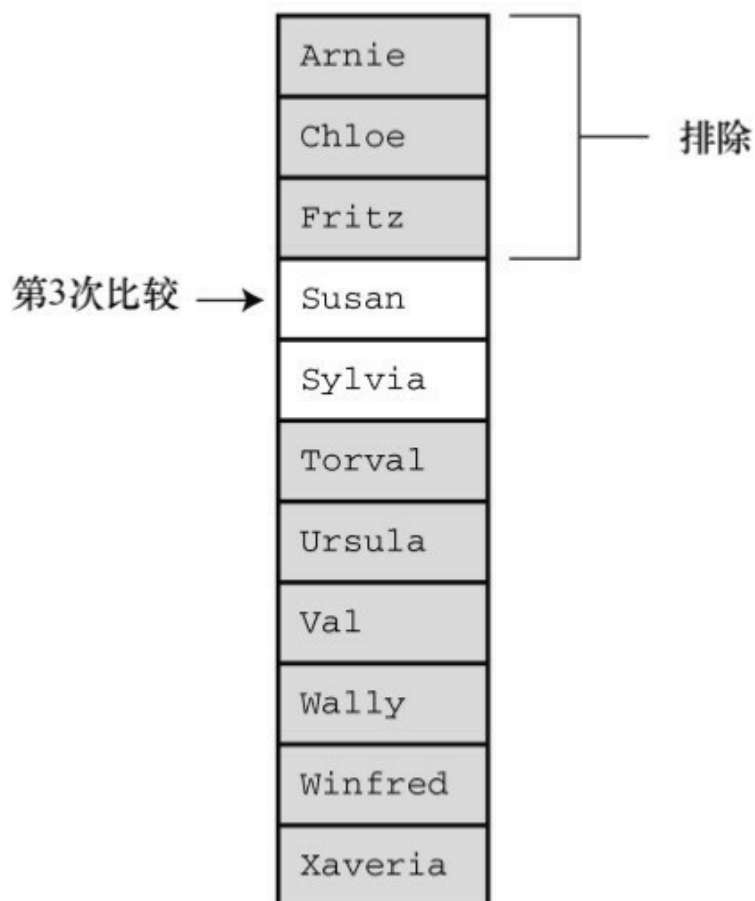 Arnie
Chloe
排除
Fritz
第3次比较
Susan
Sylvia
Torval
Ursula
Val
Wally
Winfred
Xaveria